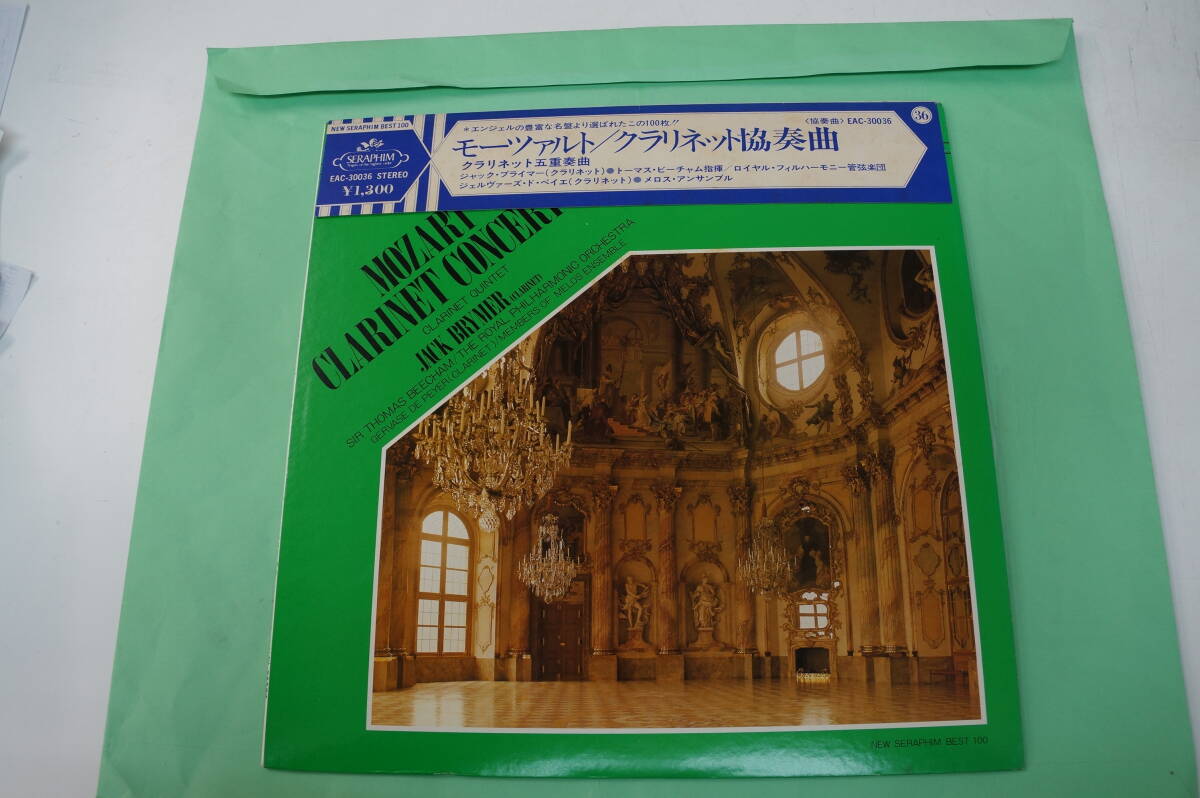 NEW SERAPHIM BEST 100
SERAPHIM
EAC-30036 STEREO
¥1,300
*エンジェルの豊富な名盤より選ばれたこの100枚!!
〈協奏曲〉EAC-30036
36
モーツァルト/クラリネット協奏曲
クラリネット五重奏曲
ジャック・ブライマー(クラリネット)●トーマス・ビーチャム指揮/ロイヤル・フィルハーモニー管弦楽団
ジェルヴァーズ・ド・ペイエ(クラリネット)●メロス・アンサンブル
MOZART
CLARINET CONCERT
CLARINET QUINTET
JACK BRYMER (CLARINET)
SIR THOMAS BEECHAM/THE ROYAL PHILHARMONIC ORCHESTRA
GERVASE DE PEYER(CLARINET)/MEMBERS OF MELOS ENSEMBLE
NEW SERAPHIM BEST 100